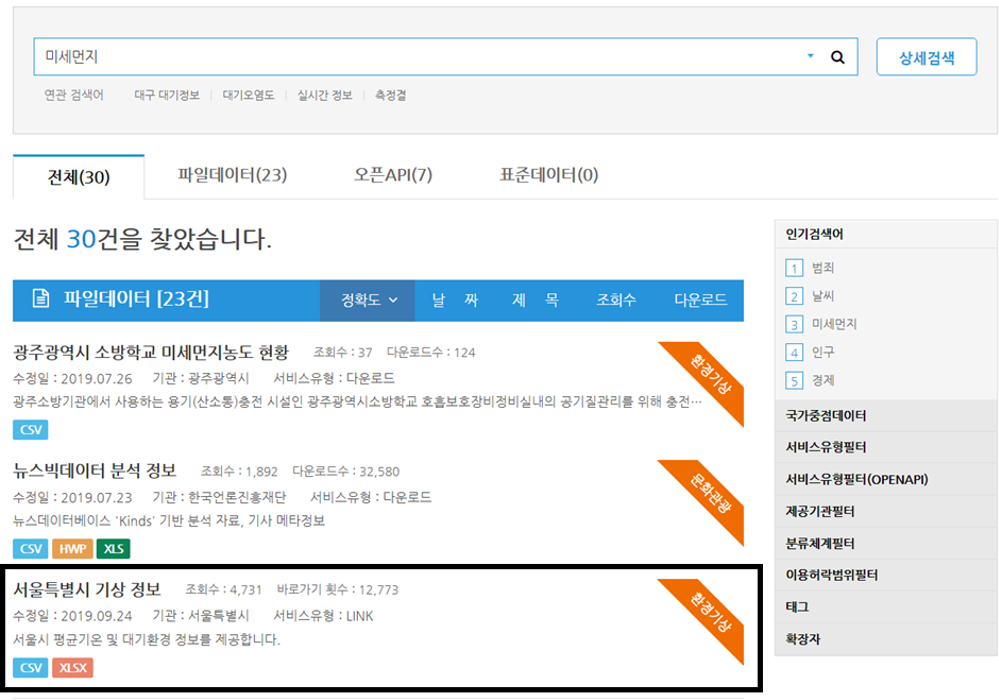 미세먼지
상세검색
연관 검색어 대구 대기정보 | 대기오염도 | 실시간 정보 | 측정결
전체(30) 파일데이터(23) 오픈API(7) 표준데이터(0)
전체 30건을 찾았습니다.
파일데이터 [23건] 정확도 날 짜 제 목 조회수 다운로드
광주광역시 소방학교 미세먼지농도 현황 조회수 : 37 다운로드수 : 124
수정일 : 2019.07.26 기관 : 광주광역시 서비스유형 : 다운로드
광주소방기관에서 사용하는 용기(산소통)충전 시설인 광주광역시소방학교 호흡보호장비정비실내의 공기질관리를 위해 충전…
CSV
환경기상
뉴스빅데이터 분석 정보 조회수 : 1,892 다운로드수 : 32,580
수정일 : 2019.07.23 기관 : 한국언론진흥재단 서비스유형 : 다운로드
뉴스데이터베이스 'Kinds' 기반 분석 자료, 기사 메타정보
CSV HWP XLS
문화관광
서울특별시 기상 정보 조회수 : 4,731 바로가기 횟수 : 12,773
수정일 : 2019.09.24 기관 : 서울특별시 서비스유형 : LINK
서울시 평균기온 및 대기환경 정보를 제공합니다.
CSV XLSX
환경기상
인기검색어
1 범죄
2 날씨
3 미세먼지
4 인구
5 경제
국가중점데이터
서비스유형필터
서비스유형필터(OPENAPI)
제공기관필터
분류체계필터
이용허락범위필터
태그
확장자